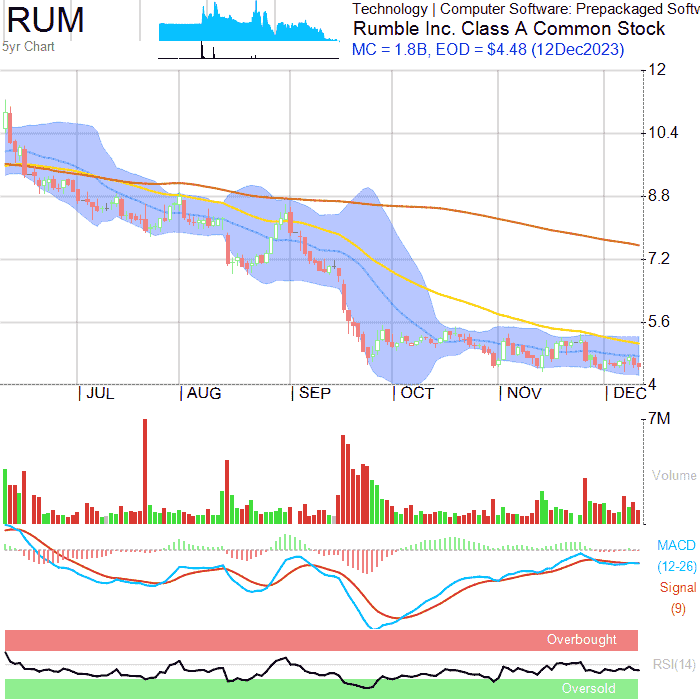 RUM
5yr Chart
Technology | Computer Software: Prepackaged Softw
Rumble Inc. Class A Common Stock
MC = 1.8B, EOD = $4.48 (12Dec2023)
12
10.4
8.8
7.2
5.6
4
JUL AUG SEP OCT NOV DEC
7M
Volume
MACD
(12-26)
Signal
(9)
Overbought
RSI(14)
Oversold